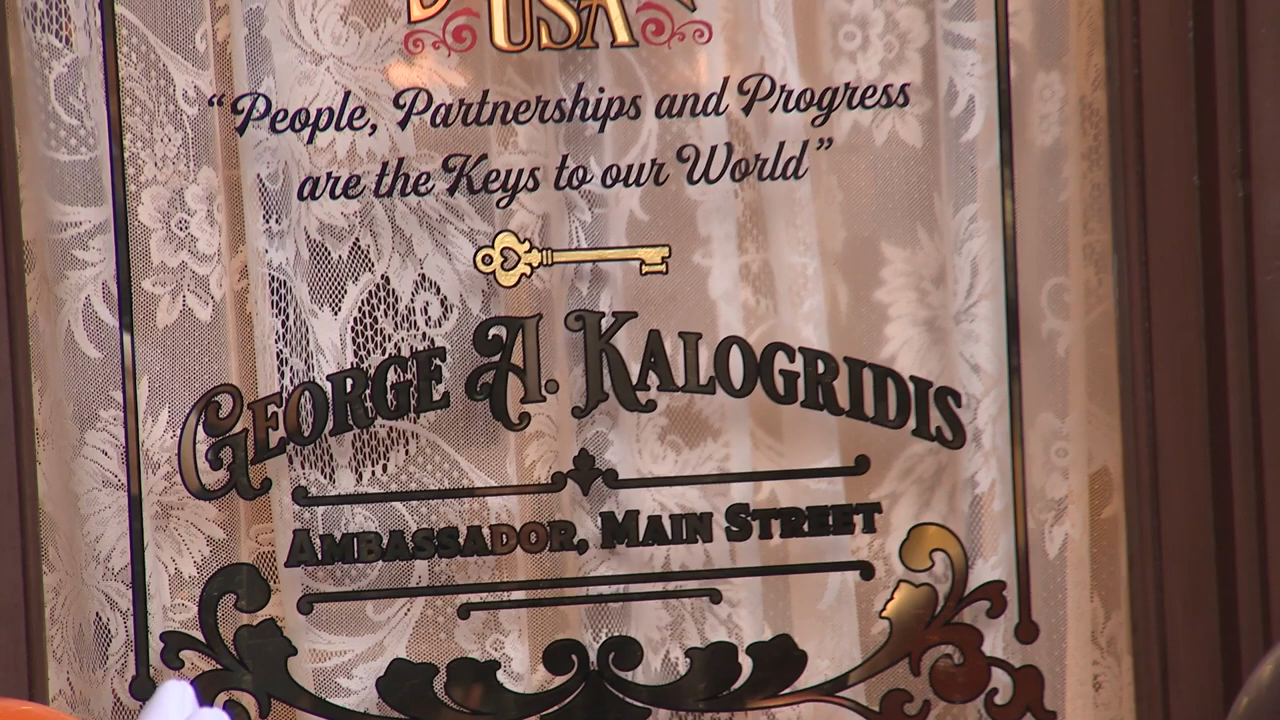 USA
“People, Partnerships and Progress
are the Keys to our World”
GEORGE A. KALOGRIDIS
AMBASSADOR, MAIN STREET